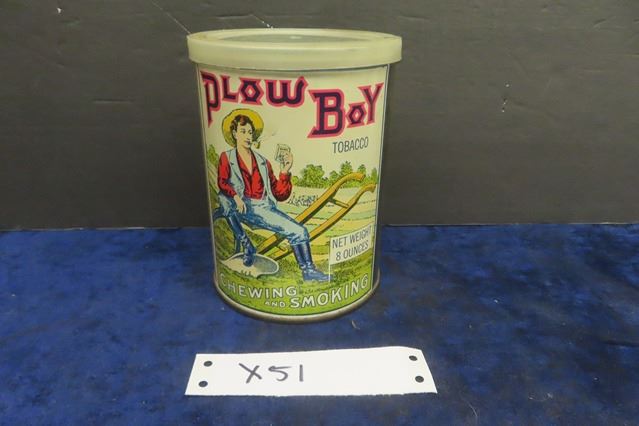 PLOW BOY
TOBACCO
NET WEIGHT
8 OUNCES
CHEWING
AND SMOKING
X51